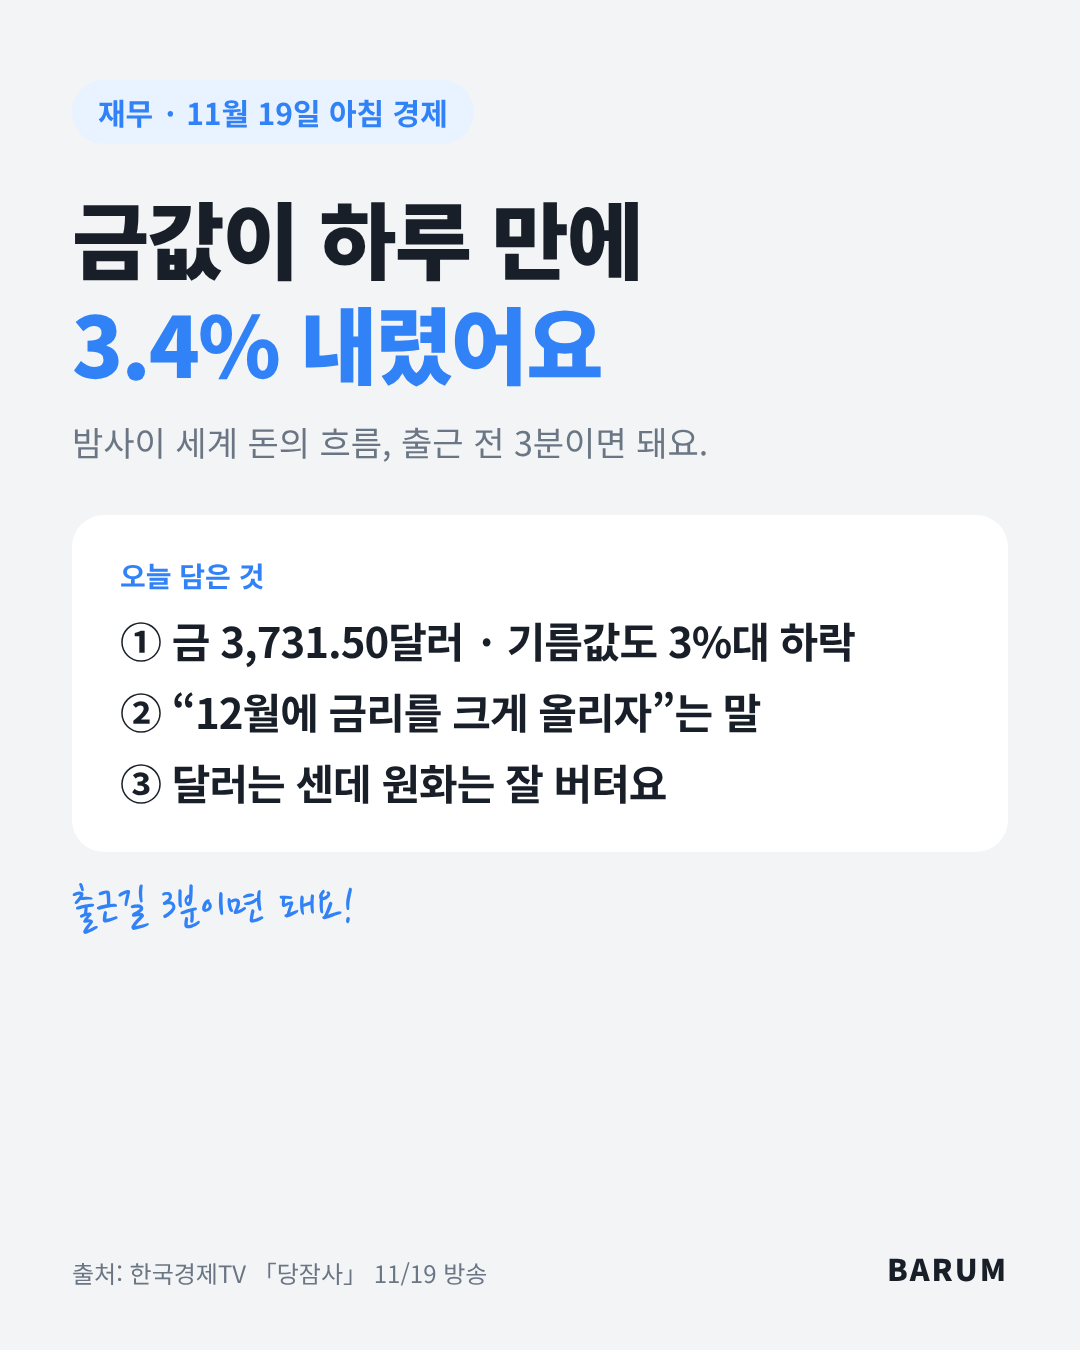 재무 · 11월 19일 아침 경제
금값이 하루 만에
3.4% 내렸어요
밤사이 세계 돈의 흐름, 출근 전 3분이면 돼요.
오늘 담은 것
① 금 3,731.50달러 · 기름값도 3%대 하락
② “12월에 금리를 크게 올리자”는 말
③ 달러는 센데 원화는 잘 버텨요
출근길 3분이면 돼요!
출처: 한국경제TV 「당잠사」 11/19 방송
BARUM